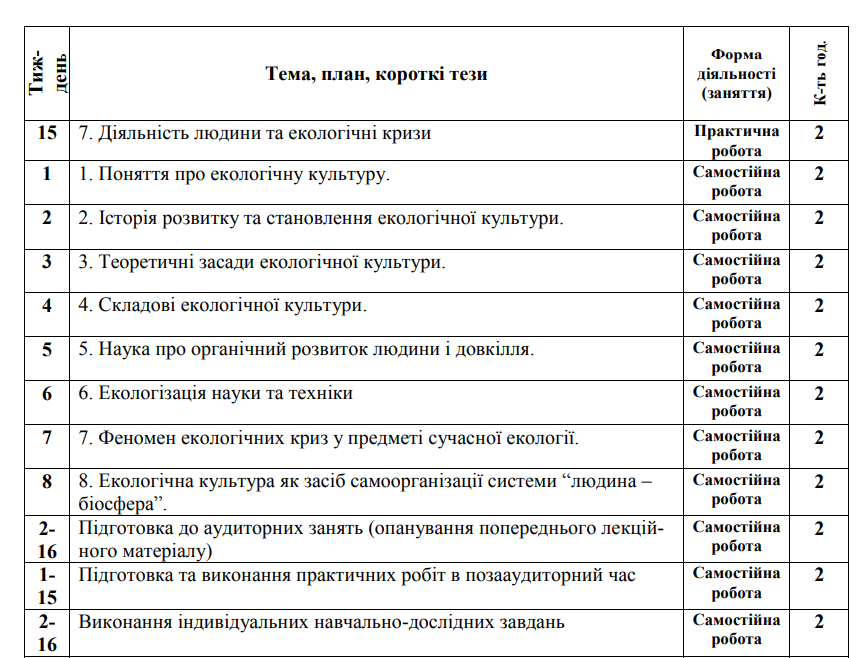 Тиж-
день
Тема, план, короткі тези
Форма
діяльності
(заняття)
К-ть год.
15
7. Діяльність людини та екологічні кризи
Практична
робота
2
1
1. Поняття про екологічну культуру.
Самостійна
робота
2
2
2. Історія розвитку та становлення екологічної культури.
Самостійна
робота
2
3
3. Теоретичні засади екологічної культури.
Самостійна
робота
2
4
4. Складові екологічної культури.
Самостійна
робота
2
5
5. Наука про органічний розвиток людини і довкілля.
Самостійна
робота
2
6
6. Екологізація науки та техніки
Самостійна
робота
2
7
7. Феномен екологічних криз у предметі сучасної екології.
Самостійна
робота
2
8
8. Екологічна культура як засіб самоорганізації системи “людина –
біосфера”.
Самостійна
робота
2
2-
16
Підготовка до аудиторних занять (опанування попереднього лекцій-
ного матеріалу)
Самостійна
робота
2
1-
15
Підготовка та виконання практичних робіт в позааудиторний час
Самостійна
робота
2
2-
16
Виконання індивідуальних навчально-дослідних завдань
Самостійна
робота
2